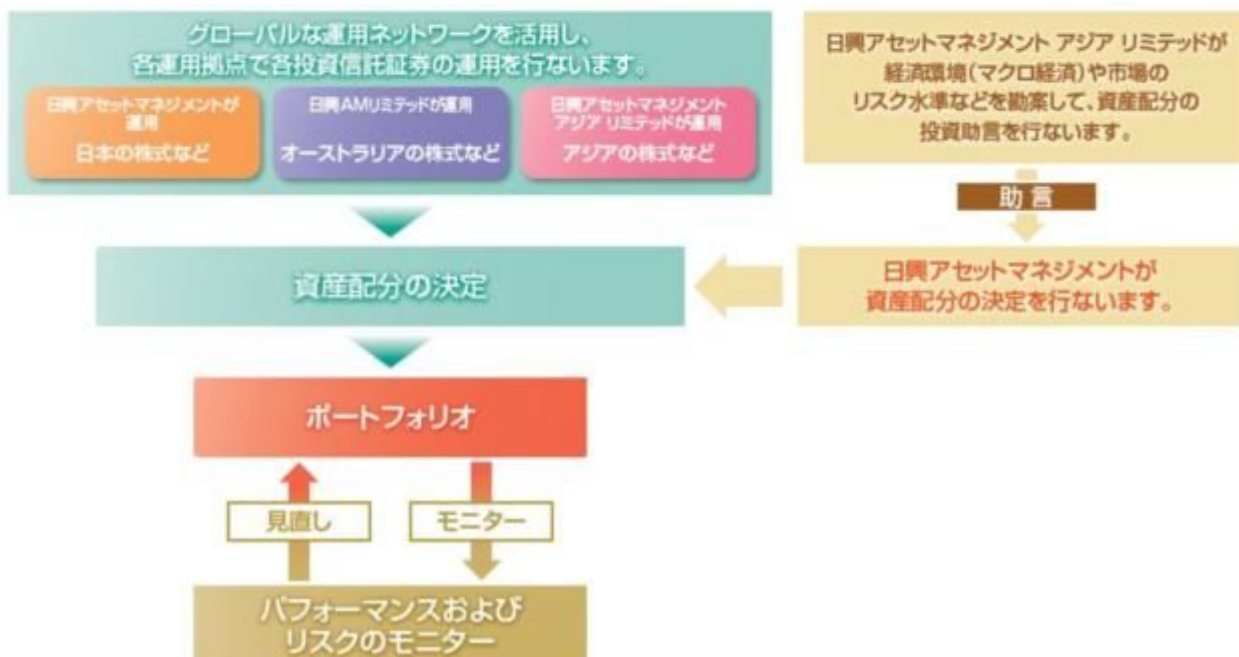 グローバルな運用ネットワークを活用し、
各運用拠点で各投資信託証券の運用を行ないます。
日興アセットマネジメントが
運用
日本の株式など
日興AMリミテッドが運用
オーストラリアの株式など
日興アセットマネジメント
アジア リミテッドが運用
アジアの株式など
日興アセットマネジメント アジア リミテッドが
経済環境(マクロ経済)や市場の
リスク水準などを勘案して、資産配分の
投資助言を行ないます。
助言
資産配分の決定
日興アセットマネジメントが
資産配分の決定を行ないます。
ポートフォリオ
見直し
モニター
パフォーマンスおよび
リスクのモニター